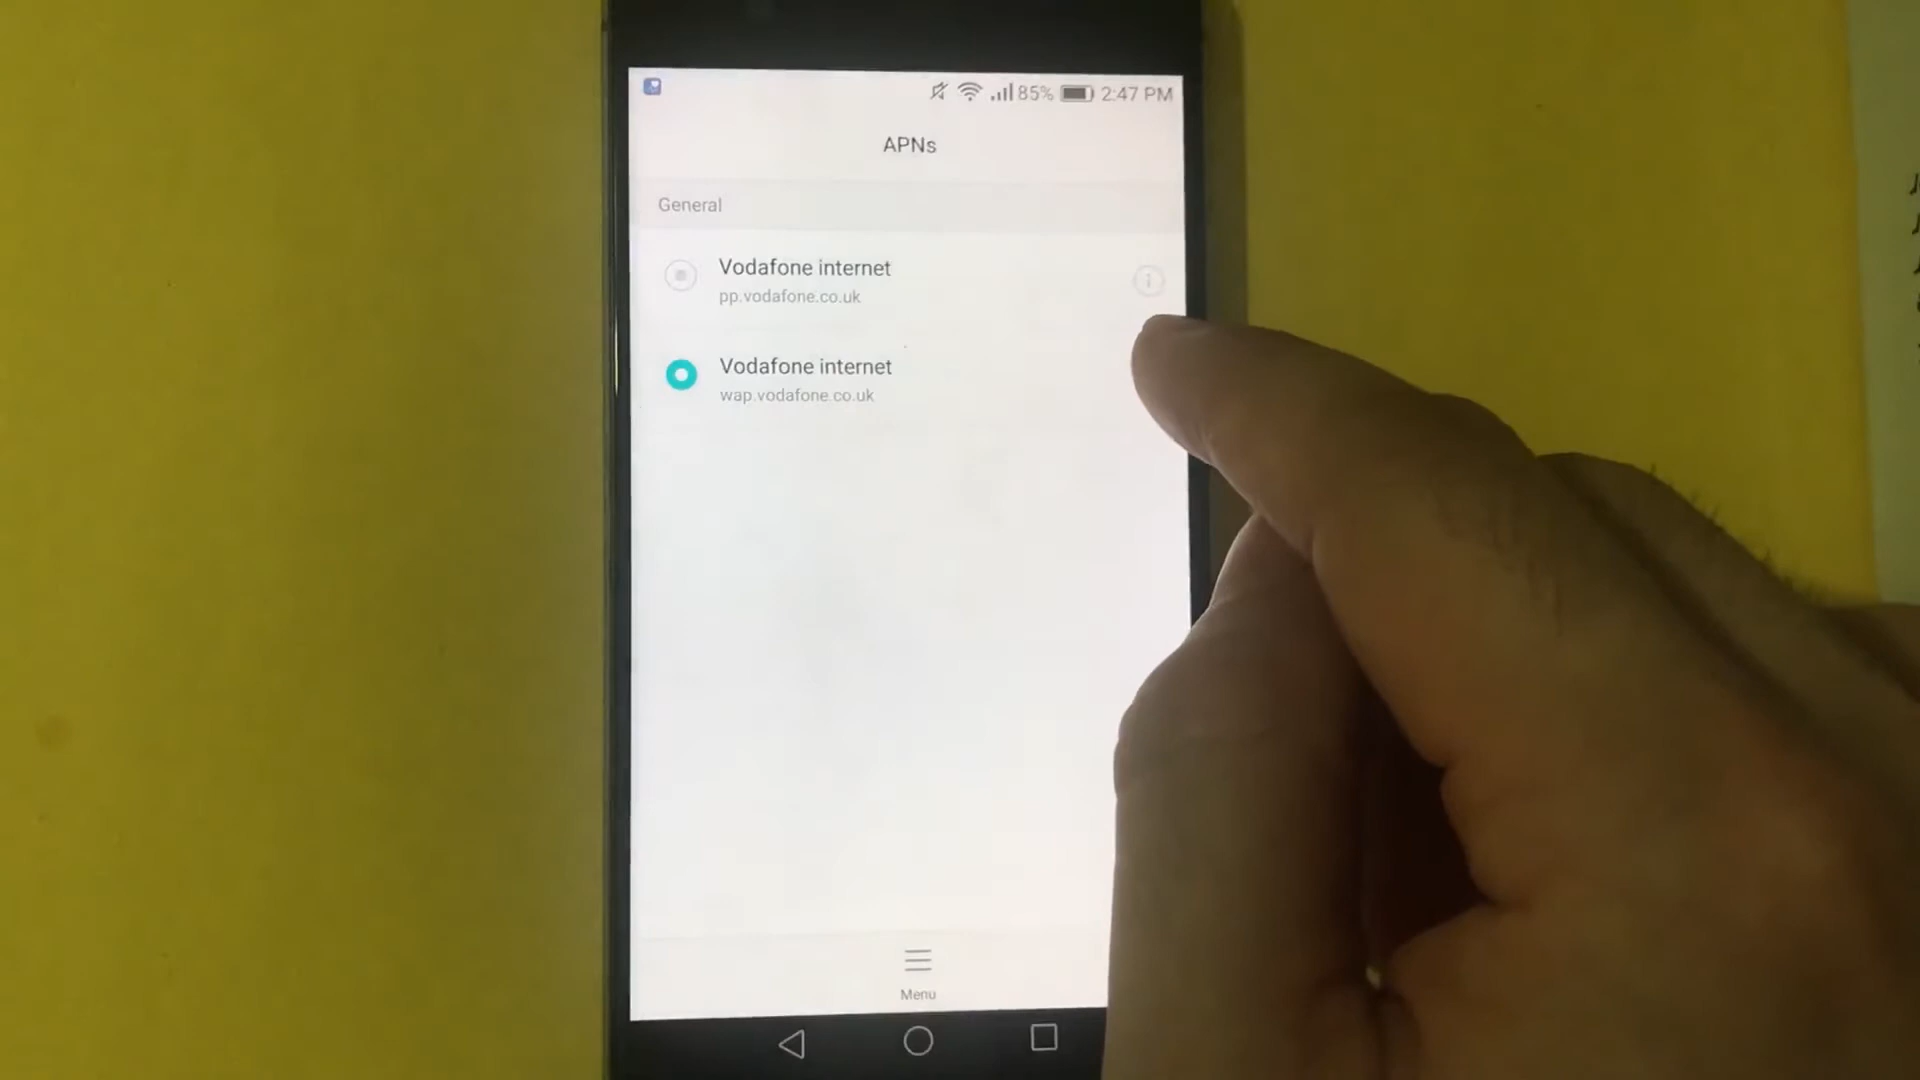 85% 2:47 PM
APNs
General
Vodafone internet
pp.vodafone.co.uk
Vodafone internet
wap.vodafone.co.uk
Menu